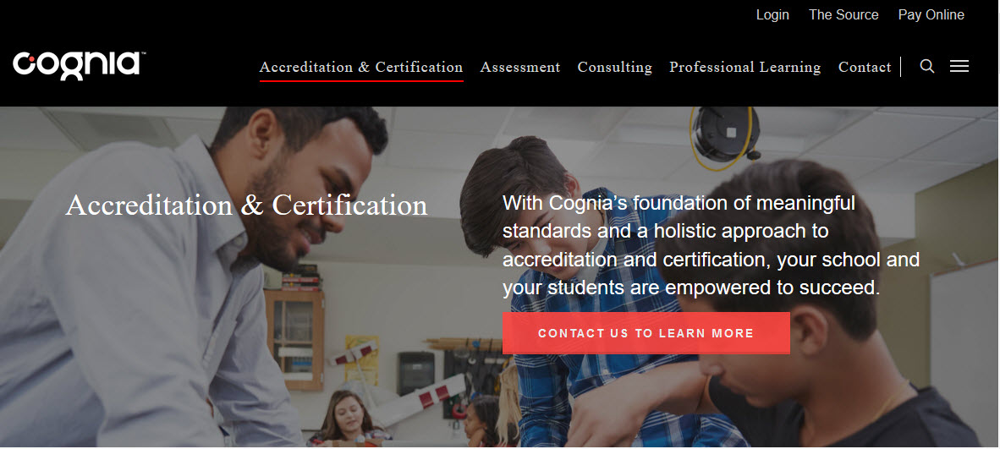 Login The Source Pay Online
cognia™
Accreditation & Certification Assessment Consulting Professional Learning Contact
Accreditation & Certification
With Cognia’s foundation of meaningful
standards and a holistic approach to
accreditation and certification, your school and
your students are empowered to succeed.
CONTACT US TO LEARN MORE